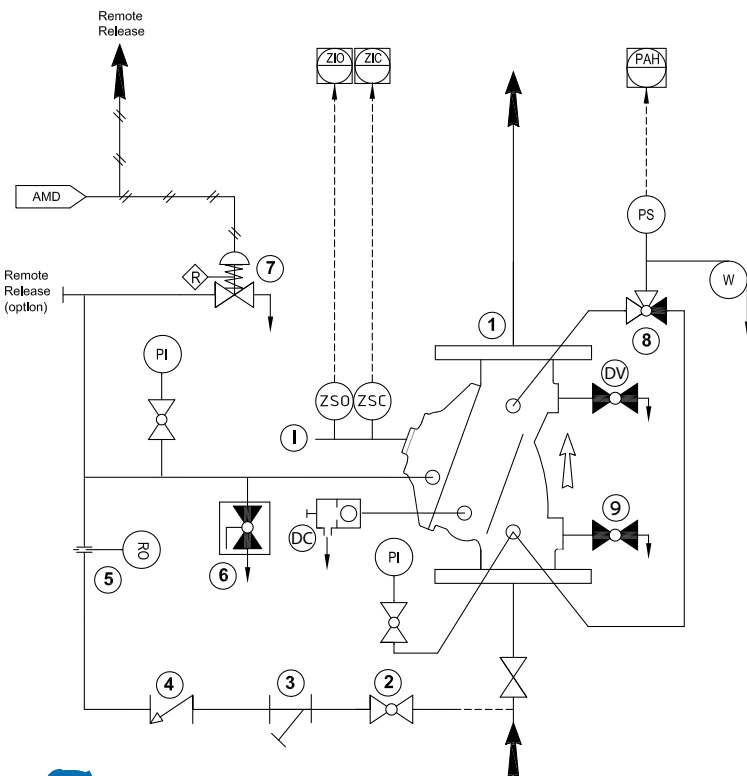 Remote
Release
ZIO
ZIC
PAH
AMD
PS
Remote
Release
(option)
R
7
W
1
8
PI
DV
ZSO
ZSC
I
DC
9
RO
5
6
PI
4
3
2